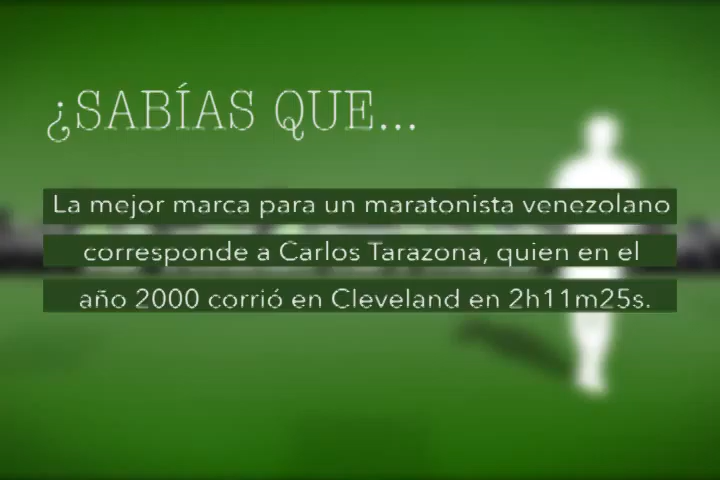 ¿SABÍAS QUE...
La mejor marca para un maratonista venezolano
corresponde a Carlos Tarazona, quien en el
año 2000 corrió en Cleveland en 2h11m25s.